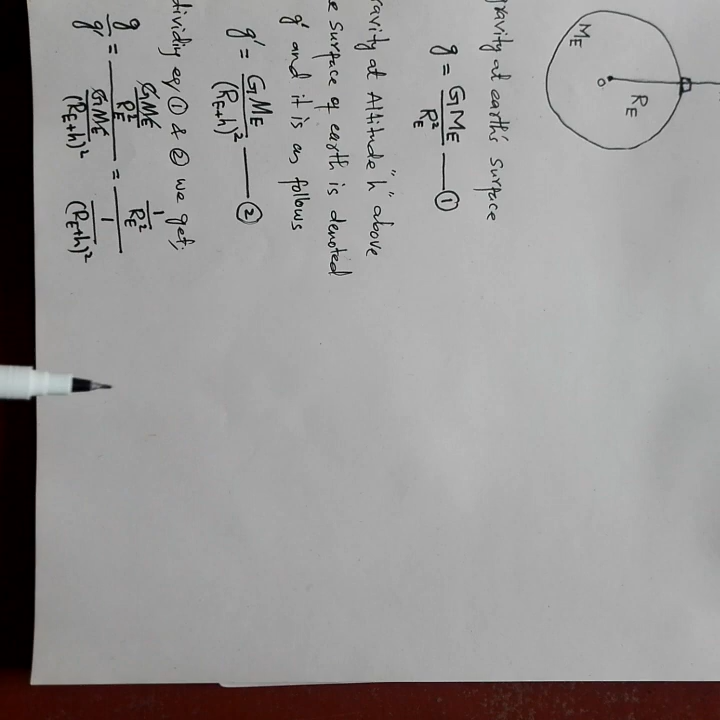 M_E
R_E
o
gravity at earth's surface
g = GM_E / R_E² —— ①
gravity at Altitude "h" above
surface of earth is denoted
g' and it is as follows
g' = GM_E / (R_E+h)² —— ②
dividing eq ① & ② we get;
g / g' = (GM_E / R_E²) / (GM_E / (R_E+h)²) = (1 / R_E²) / (1 / (R_E+h)²)